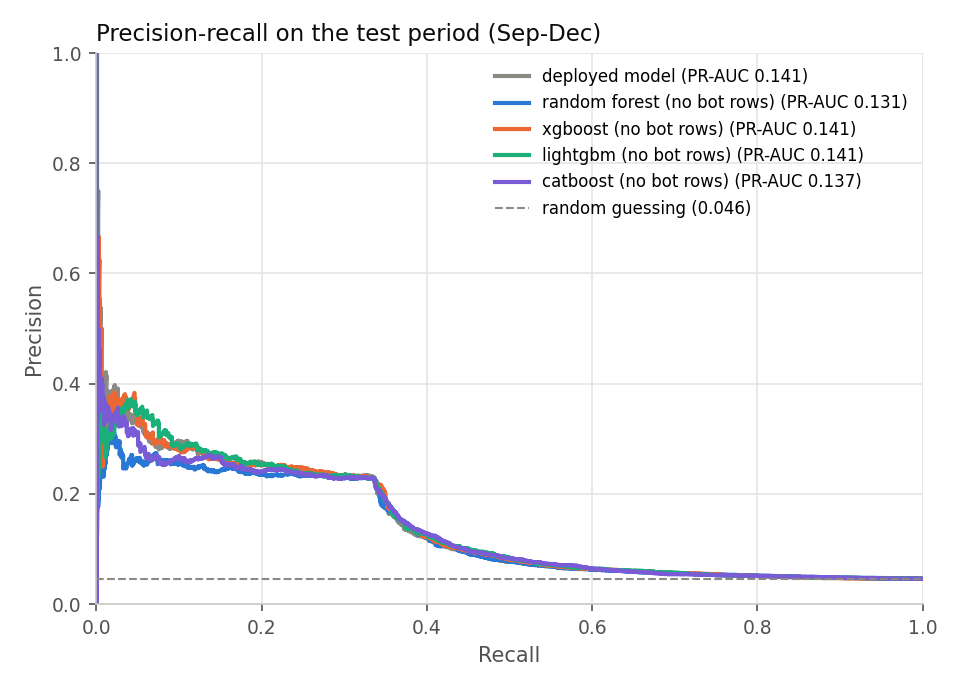 Precision-recall on the test period (Sep-Dec)
1.0
0.8
0.6
0.4
0.2
0.0
Precision
deployed model (PR-AUC 0.141)
random forest (no bot rows) (PR-AUC 0.131)
xgboost (no bot rows) (PR-AUC 0.141)
lightgbm (no bot rows) (PR-AUC 0.141)
catboost (no bot rows) (PR-AUC 0.137)
random guessing (0.046)
0.0 0.2 0.4 0.6 0.8 1.0
Recall